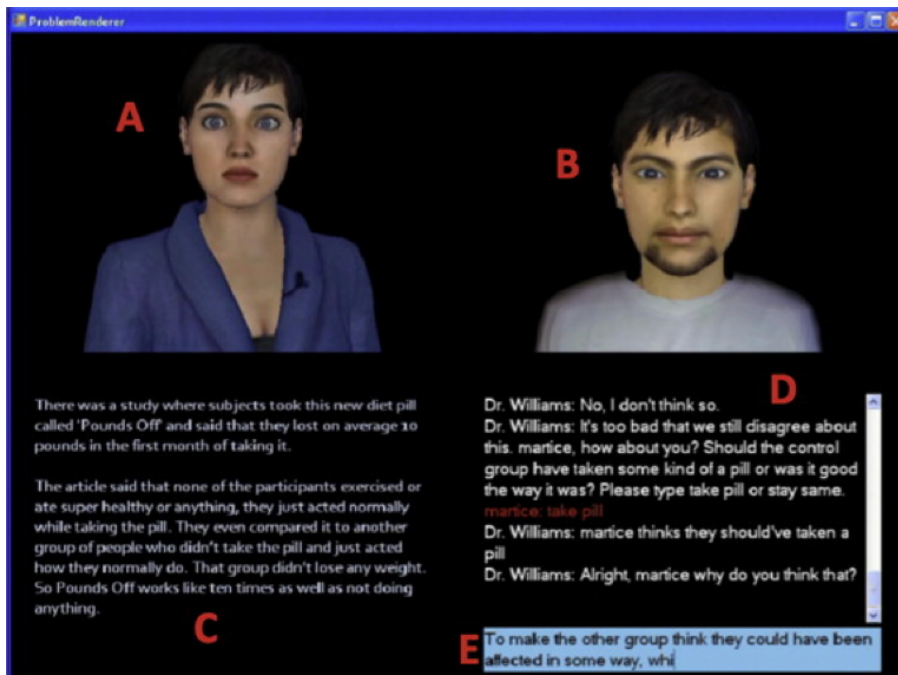 ProblemRenderer
A
B
There was a study where subjects took this new diet pill
called 'Pounds Off' and said that they lost on average 10
pounds in the first month of taking it.
The article said that none of the participants exercised or
ate super healthy or anything, they just acted normally
while taking the pill. They even compared it to another
group of people who didn't take the pill and just acted
how they normally do. That group didn't lose any weight.
So Pounds Off works like ten times as well as not doing
anything.
C
D
Dr. Williams: No, I don't think so.
Dr. Williams: It's too bad that we still disagree about
this. martice, how about you? Should the control
group have taken some kind of a pill or was it good
the way it was? Please type take pill or stay same.
martice: take pill
Dr. Williams: martice thinks they should've taken a
pill
Dr. Williams: Alright, martice why do you think that?
E
To make the other group think they could have been
affected in some way, whi